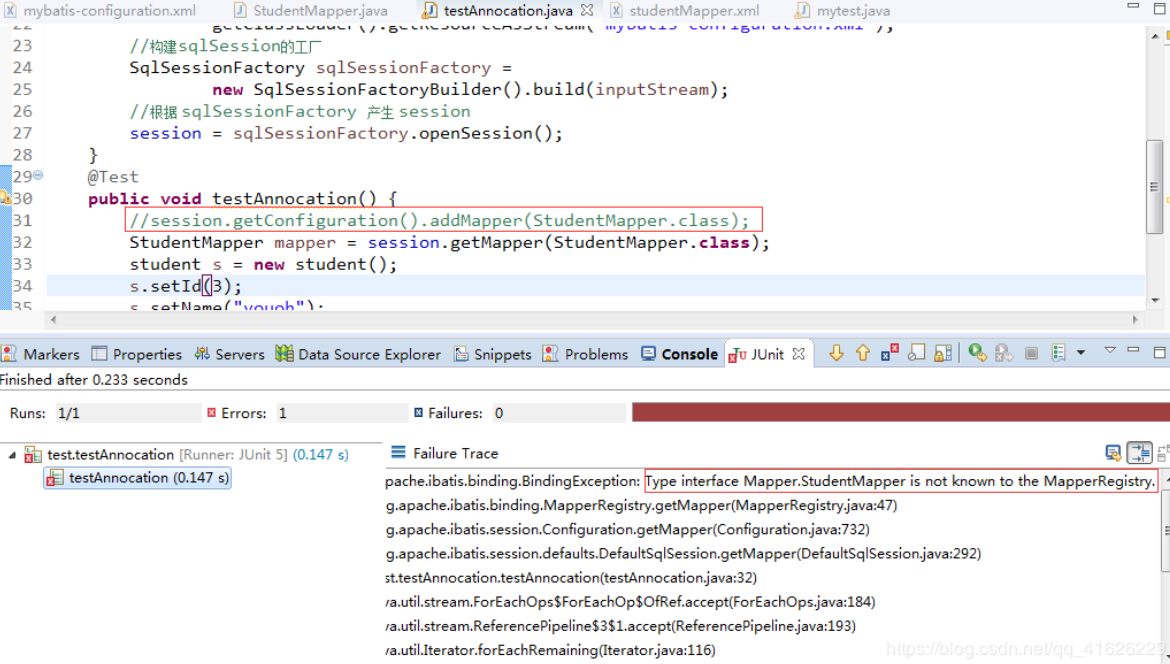 mybatis-configuration.xml StudentMapper.java testAnnocation.java studentMapper.xml mytest.java
22 getClassLoader().getResourceAsStream("mybatis-configuration.xml");
23 //构建sqlSession的工厂
24 SqlSessionFactory sqlSessionFactory =
25 new SqlSessionFactoryBuilder().build(inputStream);
26 //根据 sqlSessionFactory 产生 session
27 session = sqlSessionFactory.openSession();
28 }
29 @Test
30 public void testAnnocation() {
31 //session.getConfiguration().addMapper(StudentMapper.class);
32 StudentMapper mapper = session.getMapper(StudentMapper.class);
33 student s = new student();
34 s.setId(3);
35 s.setName("youoh");
Markers Properties Servers Data Source Explorer Snippets Problems Console JUnit
Finished after 0.233 seconds
Runs: 1/1 Errors: 1 Failures: 0
test.testAnnocation [Runner: JUnit 5] (0.147 s)
testAnnocation (0.147 s)
Failure Trace
pache.ibatis.binding.BindingException: Type interface Mapper.StudentMapper is not known to the MapperRegistry.
g.apache.ibatis.binding.MapperRegistry.getMapper(MapperRegistry.java:47)
g.apache.ibatis.session.Configuration.getMapper(Configuration.java:732)
g.apache.ibatis.session.defaults.DefaultSqlSession.getMapper(DefaultSqlSession.java:292)
st.testAnnocation.testAnnocation(testAnnocation.java:32)
va.util.stream.ForEachOps$ForEachOp$OfRef.accept(ForEachOps.java:184)
va.util.stream.ReferencePipeline$3$1.accept(ReferencePipeline.java:193)
va.util.Iterator.forEachRemaining(Iterator.java:116)